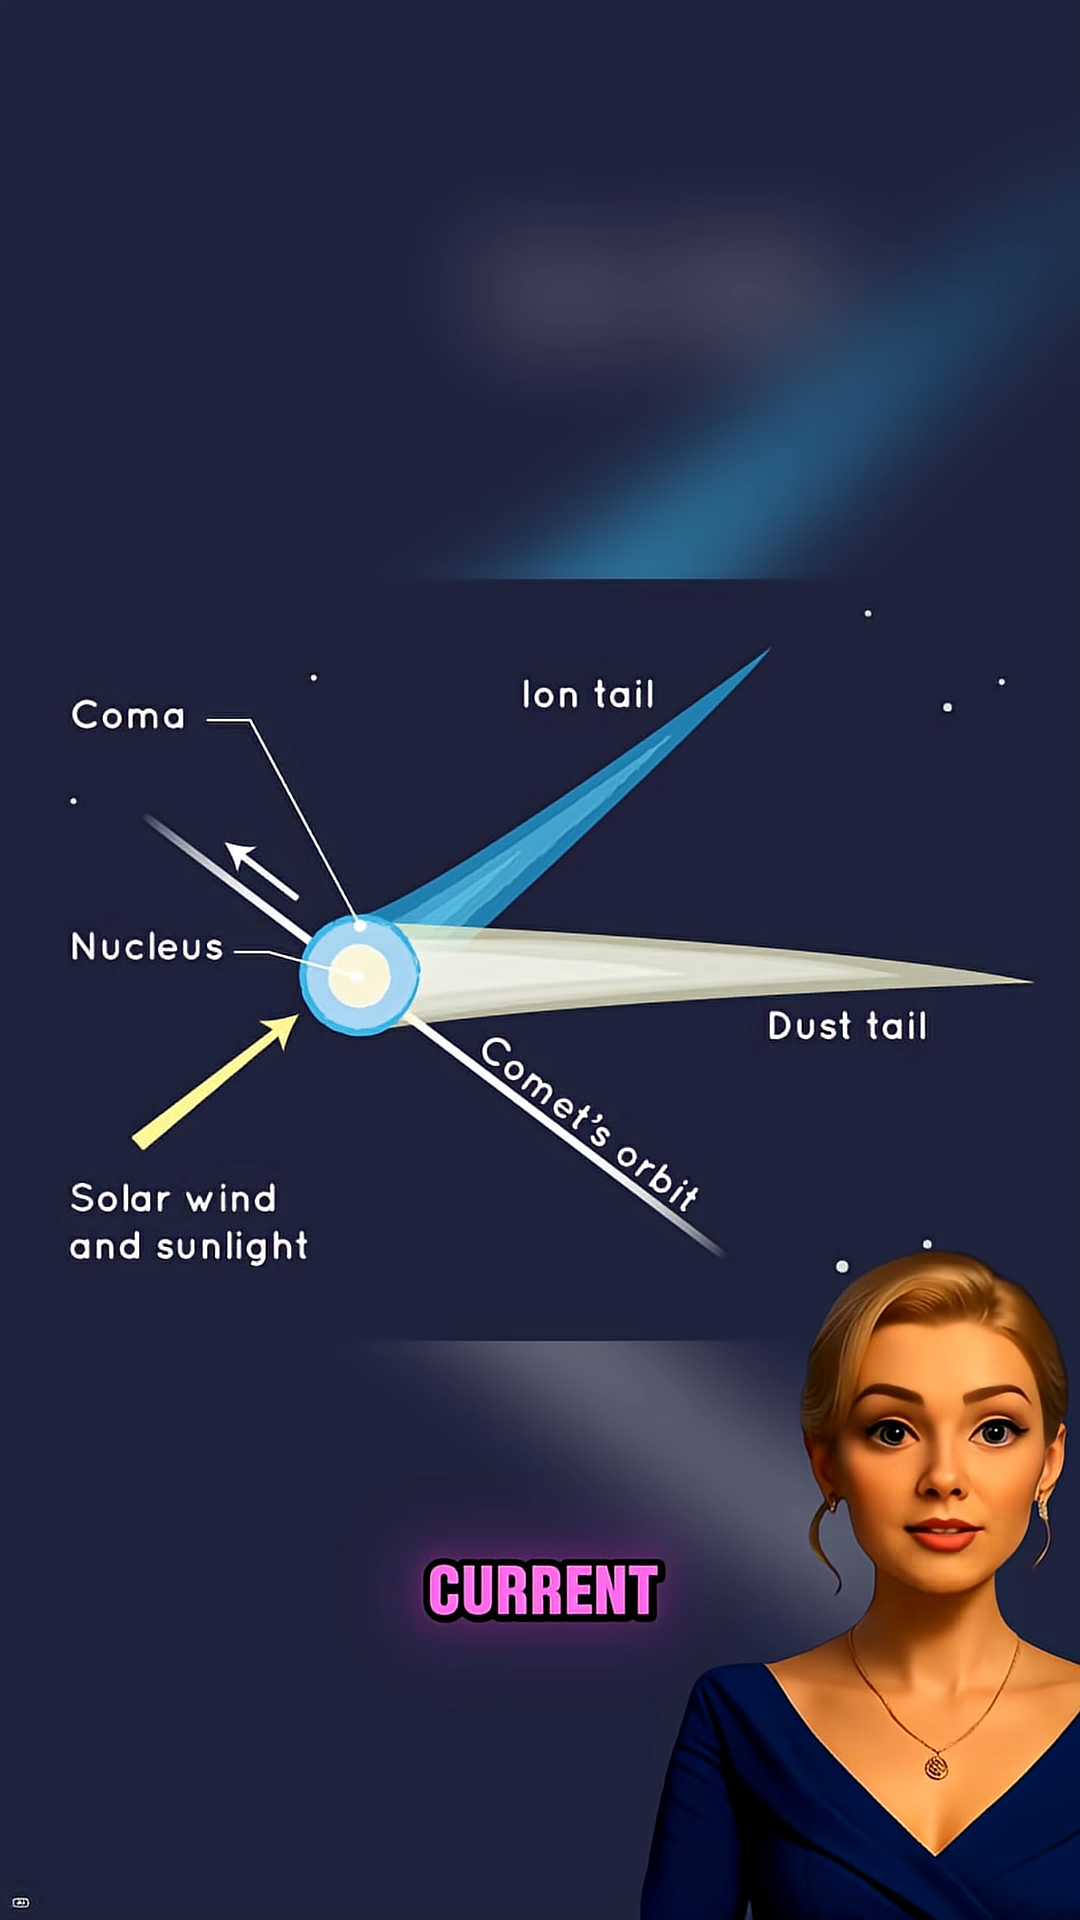 Ion tail
Coma
Nucleus
Dust tail
Comet's orbit
Solar wind
and sunlight
CURRENT